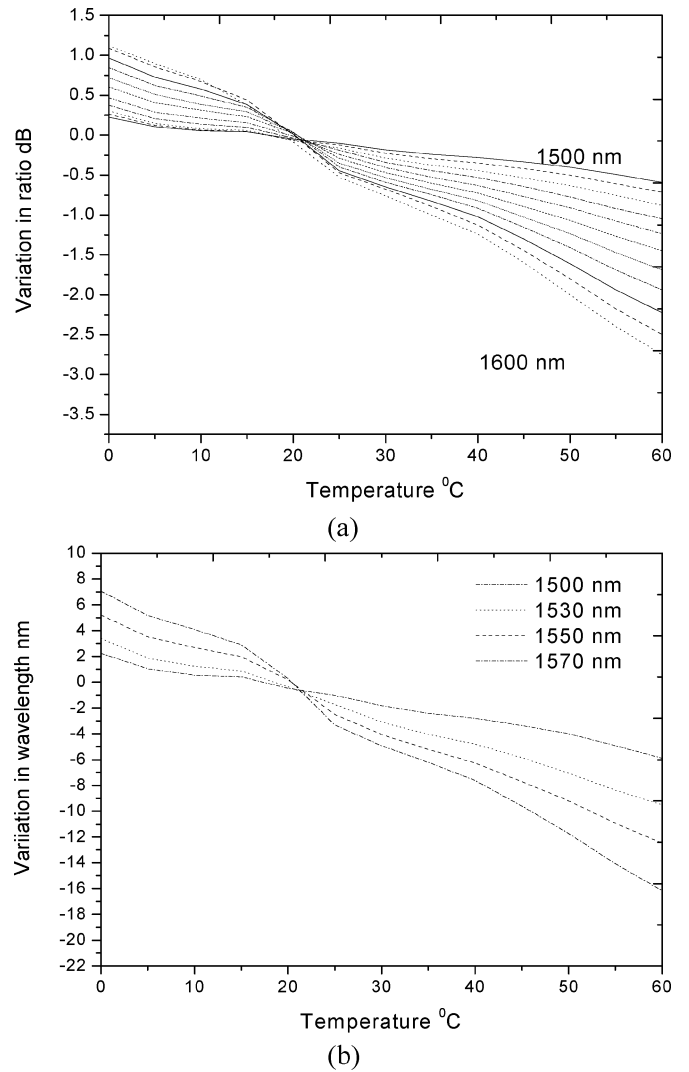 1.5
1.0
0.5
0.0
-0.5
-1.0
-1.5
-2.0
-2.5
-3.0
-3.5
Variation in ratio dB
1500 nm
1600 nm
0 10 20 30 40 50 60
Temperature ⁰C
(a)
10
8
6
4
2
0
-2
-4
-6
-8
-10
-12
-14
-16
-18
-20
-22
Variiation in wavelength nm
1500 nm
1530 nm
1550 nm
1570 nm
0 10 20 30 40 50 60
Temperature ⁰C
(b)